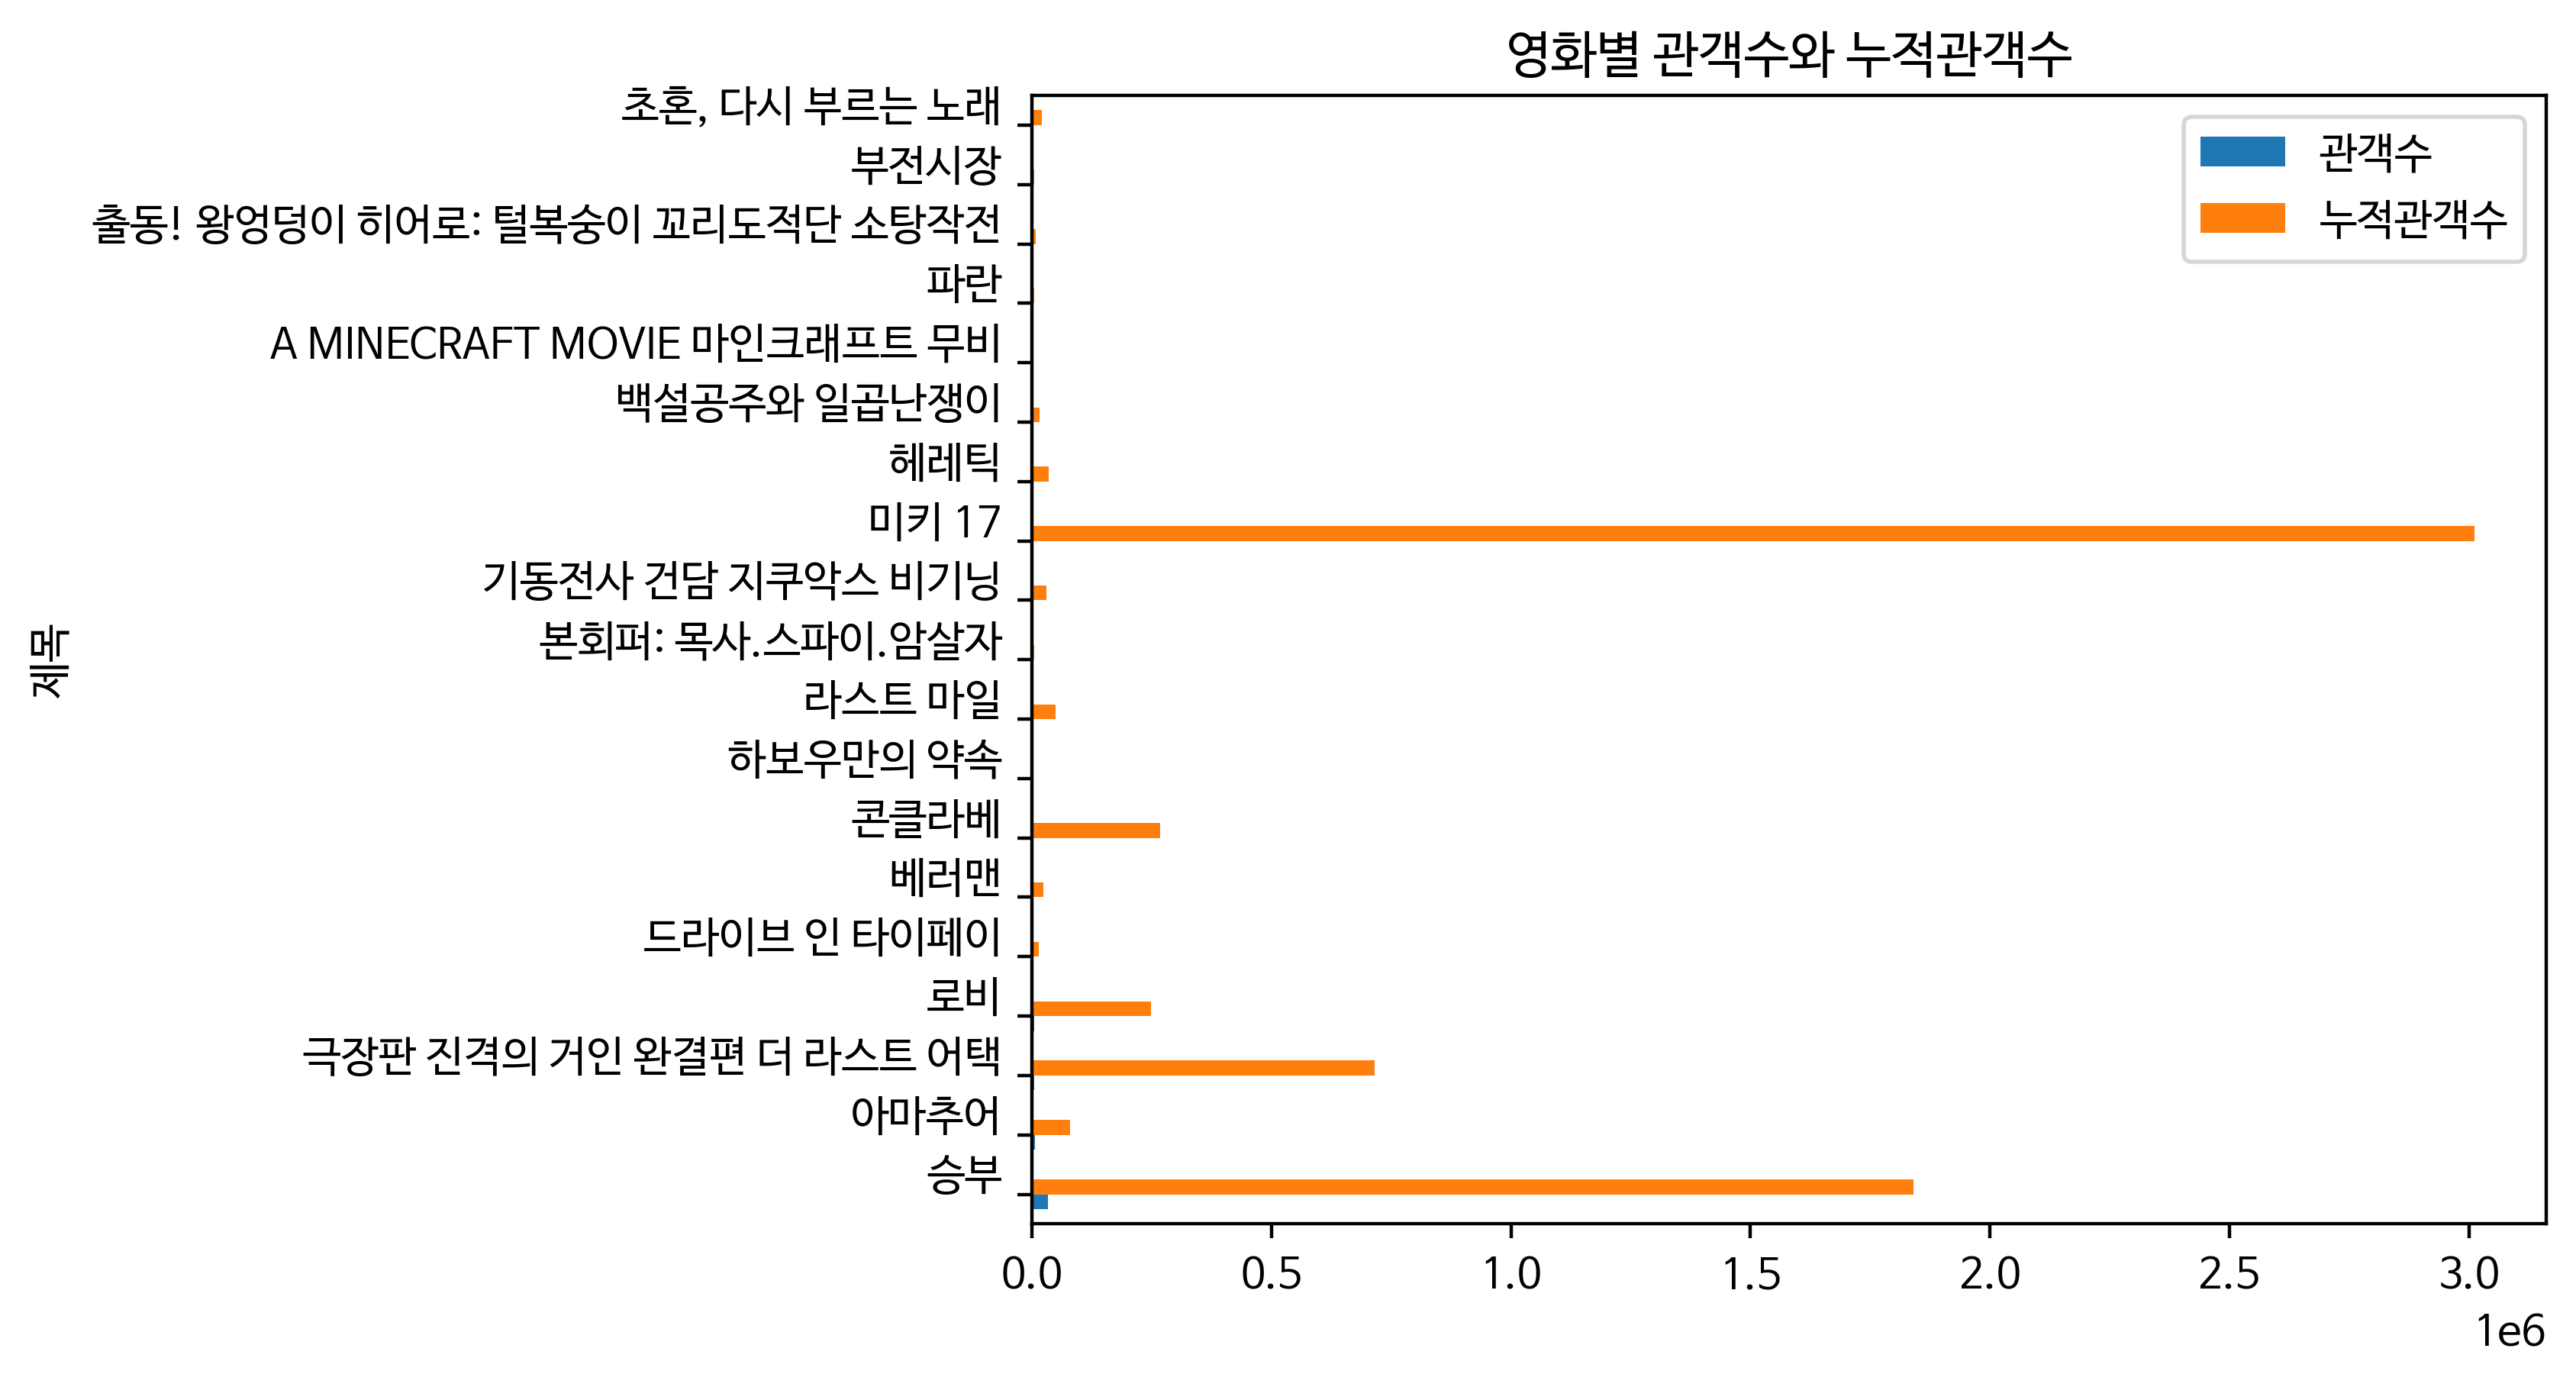 영화별 관객수와 누적관객수
관객수
누적관객수
제목
초혼, 다시 부르는 노래
부전시장
출동! 왕엉덩이 히어로: 털복숭이 꼬리도적단 소탕작전
파란
A MINECRAFT MOVIE 마인크래프트 무비
백설공주와 일곱난쟁이
헤레틱
미키 17
기동전사 건담 지쿠악스 비기닝
본회퍼: 목사.스파이.암살자
라스트 마일
하보우만의 약속
콘클라베
베러맨
드라이브 인 타이페이
로비
극장판 진격의 거인 완결편 더 라스트 어택
아마추어
승부
0.0 0.5 1.0 1.5 2.0 2.5 3.0
1e6